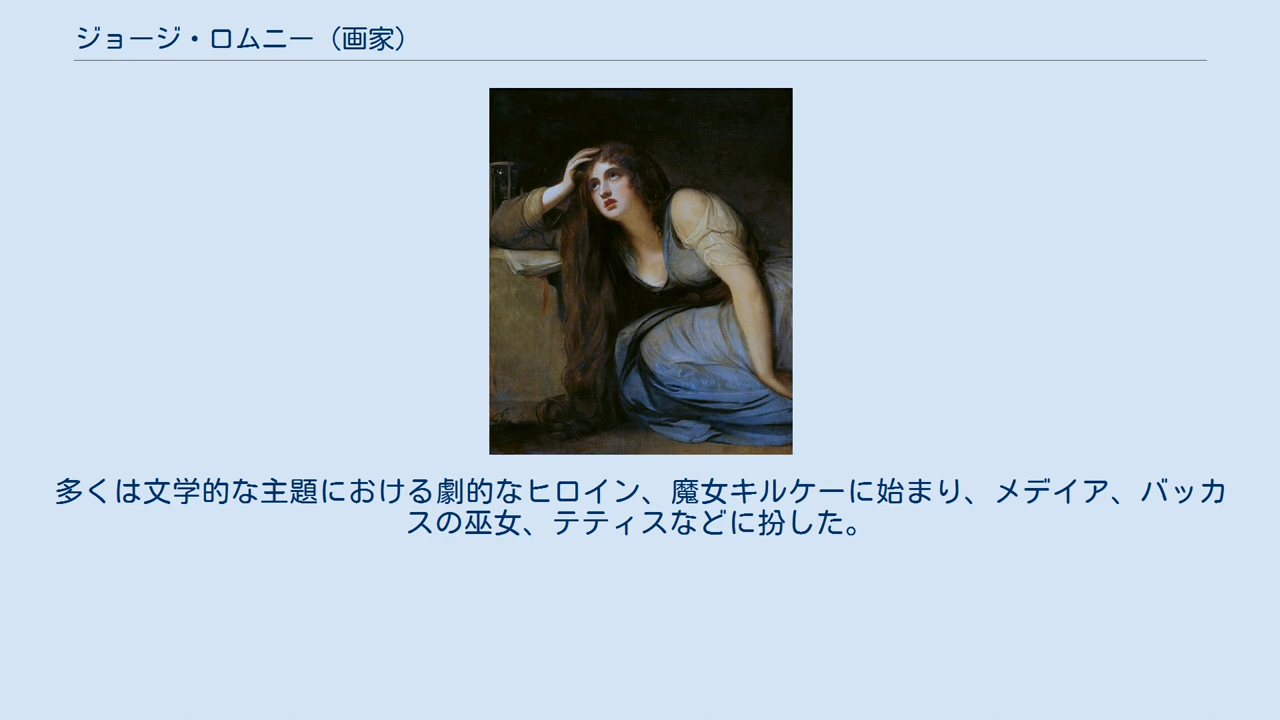 ジョージ・ロムニー（画家）
多くは文学的な主題における劇的なヒロイン、魔女キルケーに始まり、メデイア、バッカ
スの巫女、テティスなどに扮した。